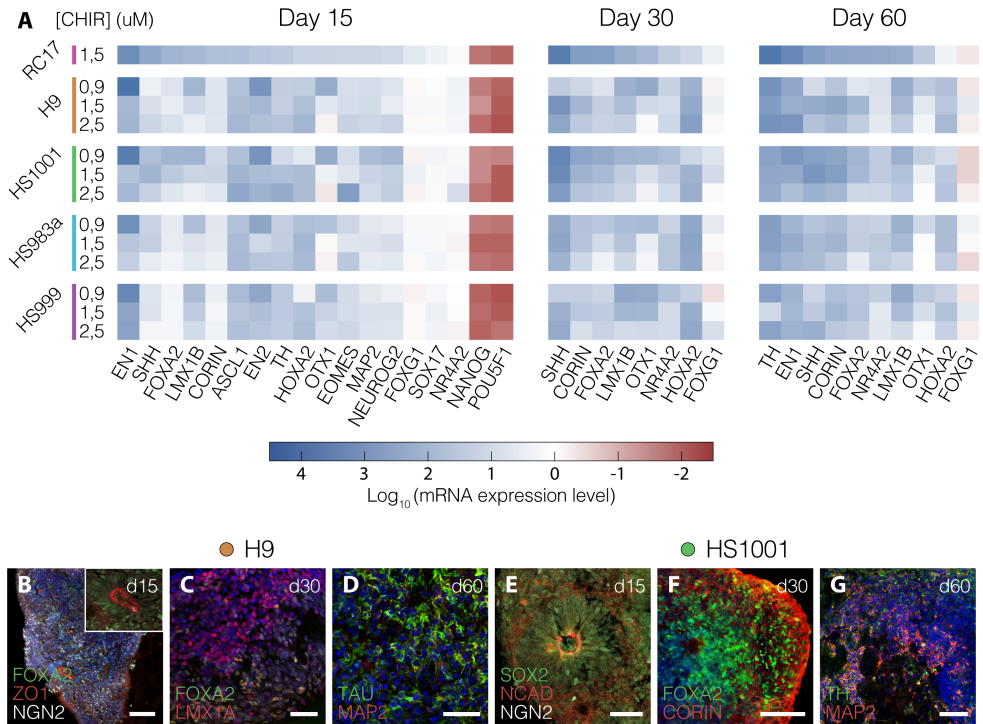 A
[CHIR] (uM)
Day 15
Day 30
Day 60
RC17
1,5
H9
0,9
1,5
2,5
HS1001
0,9
1,5
2,5
HS983a
0,9
1,5
2,5
HS999
0,9
1,5
2,5
EN1 SHH FOXA2 LMX1B CORIN ASCL1 EN2 TH HOXA2 OTX1 EOMES MAP2 NEUROG2 FOXG1 SOX17 NR4A2 NANOG POU5F1
SHH CORIN FOXA2 LMX1B OTX1 NR4A2 HOXA2 FOXG1
TH EN1 SHH CORIN FOXA2 NR4A2 LMX1B OTX1 HOXA2 FOXG1
4 3 2 1 0 -1 -2
Log10 (mRNA expression level)
H9
HS1001
B
d15
FOXA2
ZO1
NGN2
C
d30
FOXA2
LMX1A
D
d60
TAU
MAP2
E
d15
SOX2
NCAD
NGN2
F
d30
FOXA2
CORIN
G
d60
TH
MAP2